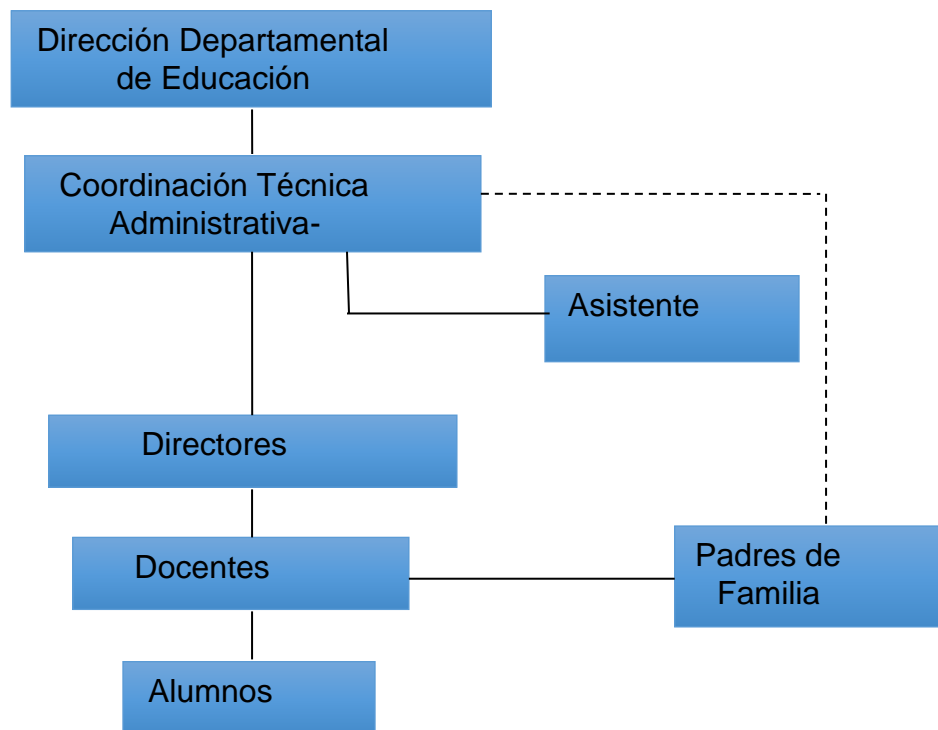 Dirección Departamental
de Educación
Coordinación Técnica
Administrativa-
Asistente
Directores
Docentes
Padres de
Familia
Alumnos